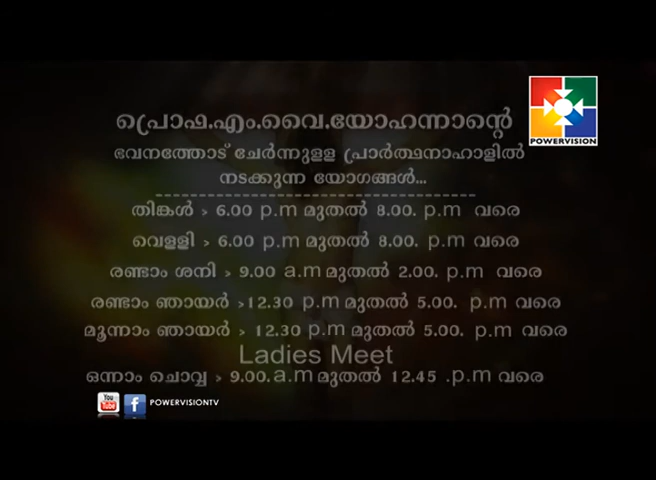 POWERVISION
പ്രൊഫ.എം.വൈ.യോഹന്നാന്റെ
ഭവനത്തോട് ചേർന്നുള്ള പ്രാർത്ഥനാഹാളിൽ
നടക്കുന്ന യോഗങ്ങൾ...
തിങ്കൾ > 6.00 p.m മുതൽ 8.00. p.m വരെ
വെള്ളി > 6.00 p.m മുതൽ 8.00. p.m വരെ
രണ്ടാം ശനി > 9.00 a.m മുതൽ 2.00. p.m വരെ
രണ്ടാം ഞായർ >12.30 p.m മുതൽ 5.00. p.m വരെ
മൂന്നാം ഞായർ > 12.30 p.m മുതൽ 5.00. p.m വരെ
Ladies Meet
ഒന്നാം ചൊവ്വ > 9.00.a.m മുതൽ 12.45 .p.m വരെ
You Tube f POWERVISIONTV